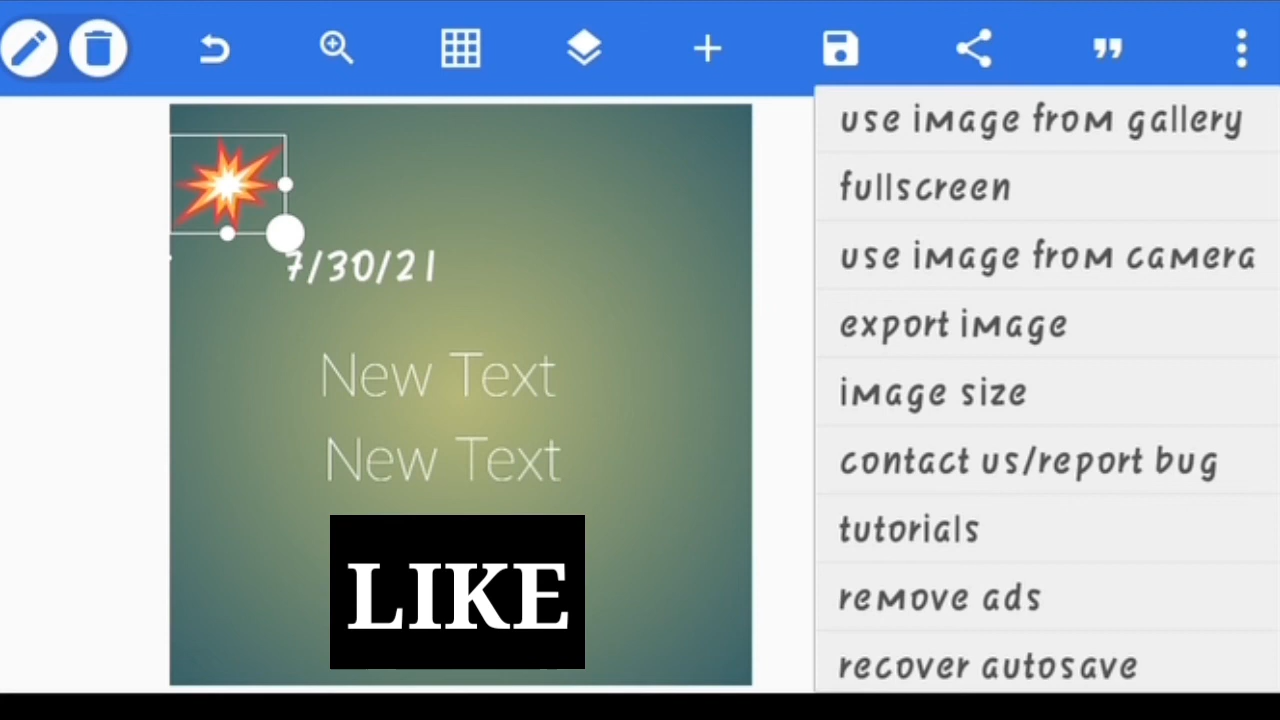 7/30/21
New Text
New Text
LIKE
use image from gallery
fullscreen
use image from camera
export image
image size
contact us/report bug
tutorials
remove ads
recover autosave